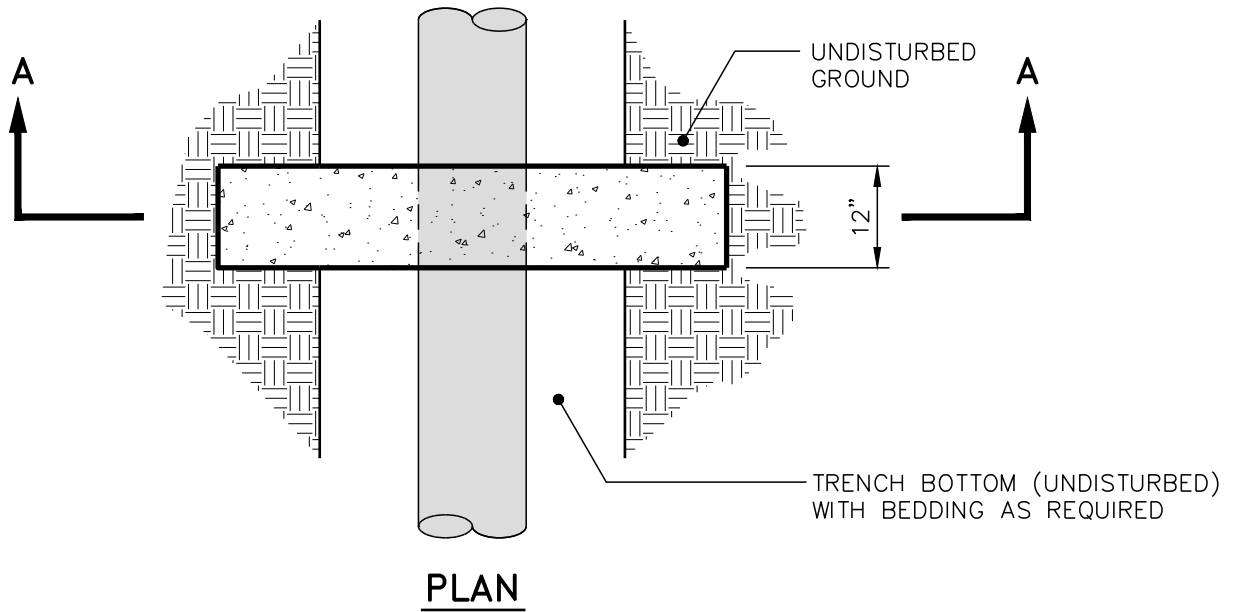 UNDISTURBED
GROUND
A
A
12"
TRENCH BOTTOM (UNDISTURBED)
WITH BEDDING AS REQUIRED
PLAN